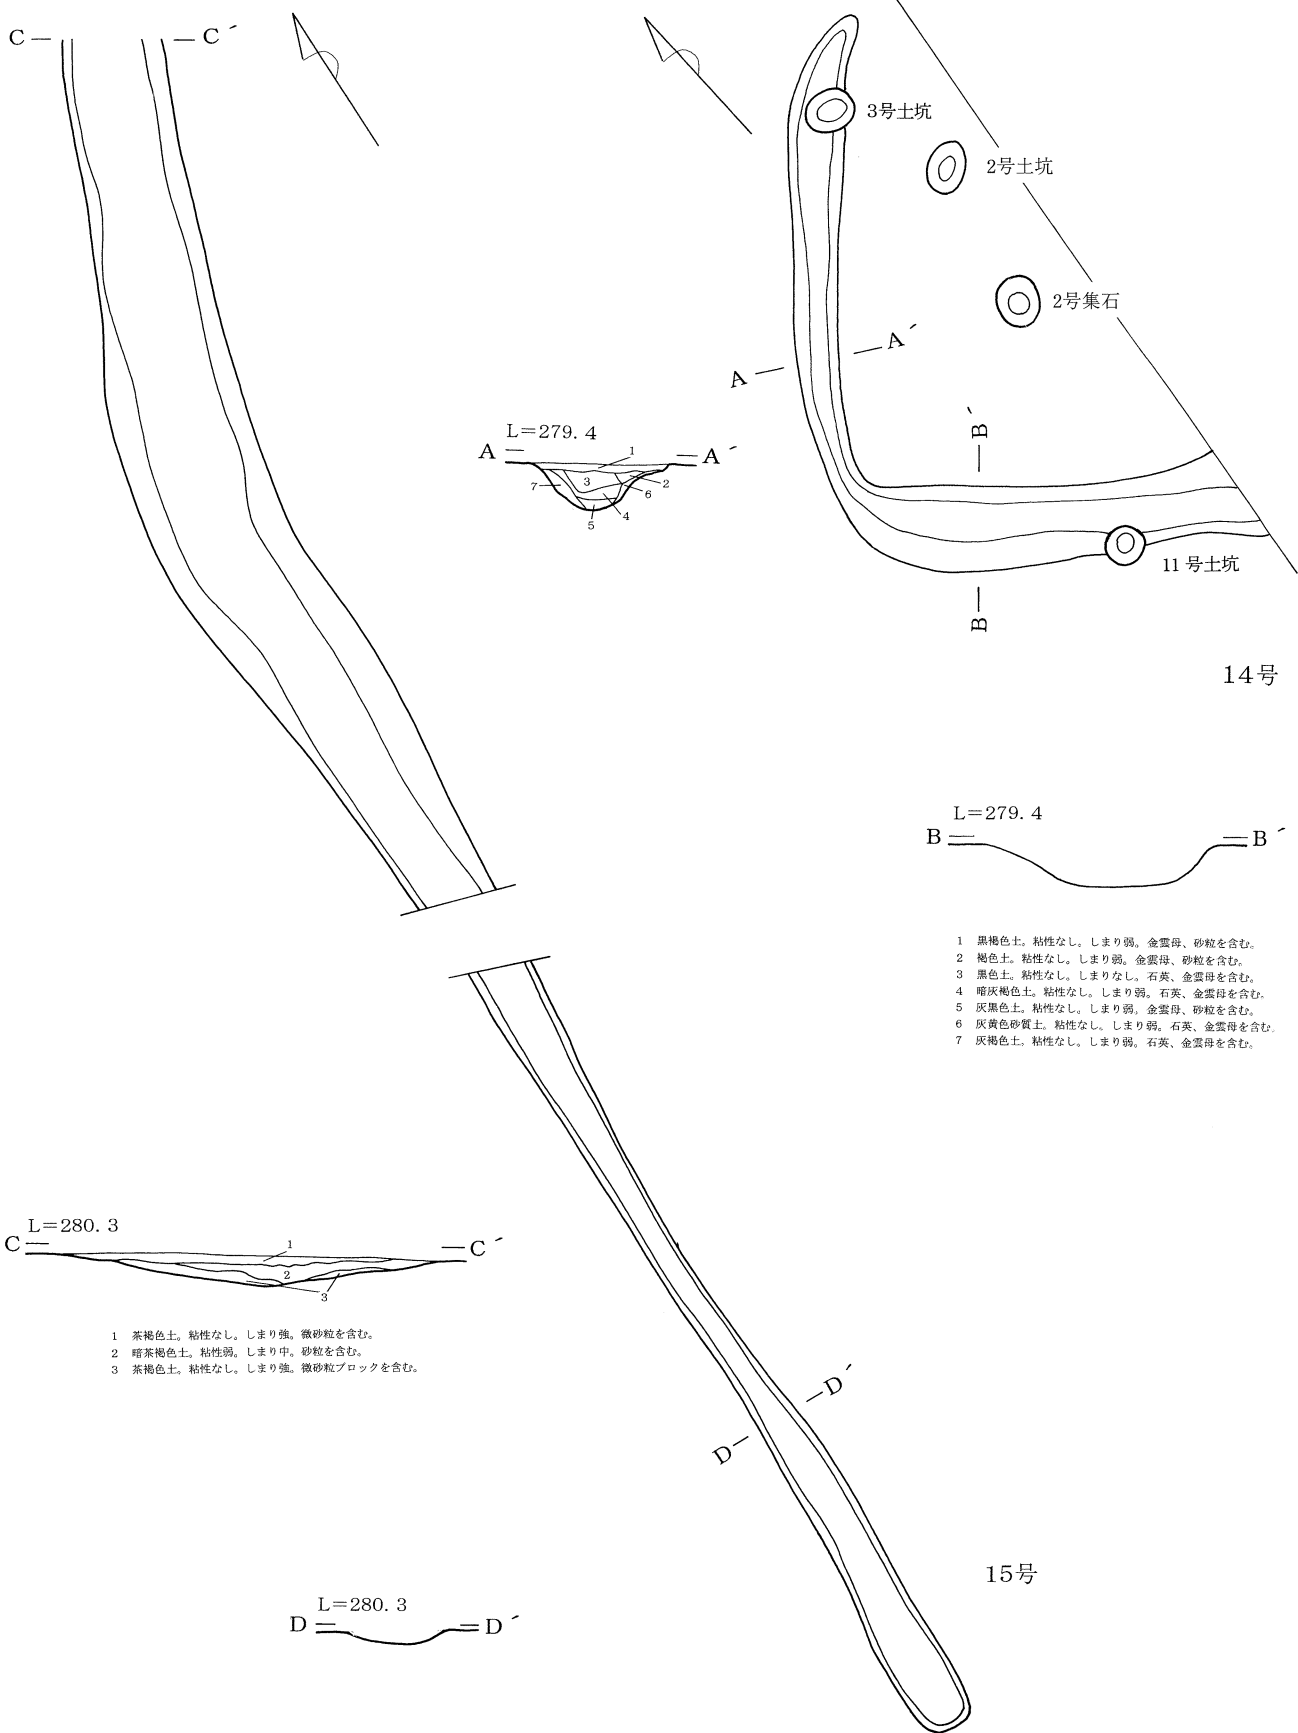 C C´
3号土坑
2号土坑
2号集石
A A´
B´
B
11号土坑
14号
L=279.4
A A´
1
2
3
4
5
6
7
L=279.4
B B´
1 黒褐色土。粘性なし。しまり弱。金雲母、砂粒を含む。
2 褐色土。粘性なし。しまり弱。金雲母、砂粒を含む。
3 黒色土。粘性なし。しまりなし。石英、金雲母を含む。
4 暗灰褐色土。粘性なし。しまり弱。石英、金雲母を含む。
5 灰黒色土。粘性なし。しまり弱。金雲母、砂粒を含む。
6 灰黄色砂質土。粘性なし。しまり弱。石英、金雲母を含む。
7 灰褐色土。粘性なし。しまり弱。石英、金雲母を含む。
L=280.3
C C´
1
2
3
1 茶褐色土。粘性なし。しまり強。微砂粒を含む。
2 暗茶褐色土。粘性弱。しまり中。砂粒を含む。
3 茶褐色土。粘性なし。しまり強。微砂粒ブロックを含む。
D D´
15号
L=280.3
D D´